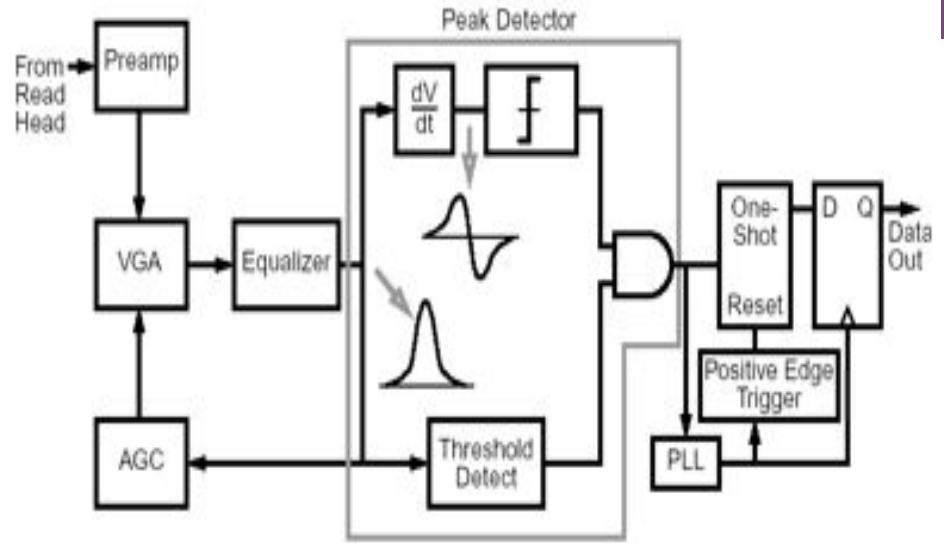 Peak Detector
From
Read
Head
Preamp
dV
dt
VGA
Equalizer
One-
Shot
Reset
D Q
Data
Out
Positive Edge
Trigger
AGC
Threshold
Detect
PLL